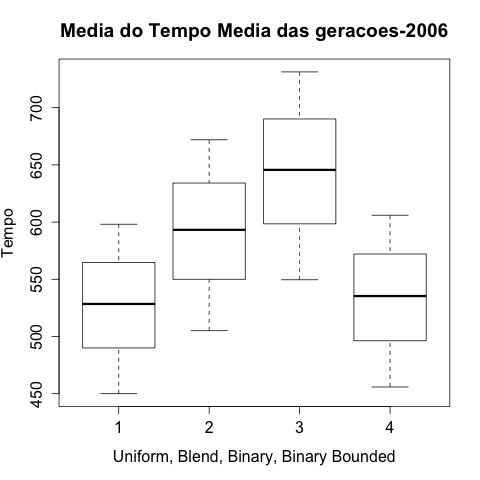 Media do Tempo Media das geracoes-2006
Tempo
700
650
600
550
500
450
1 2 3 4
Uniform, Blend, Binary, Binary Bounded